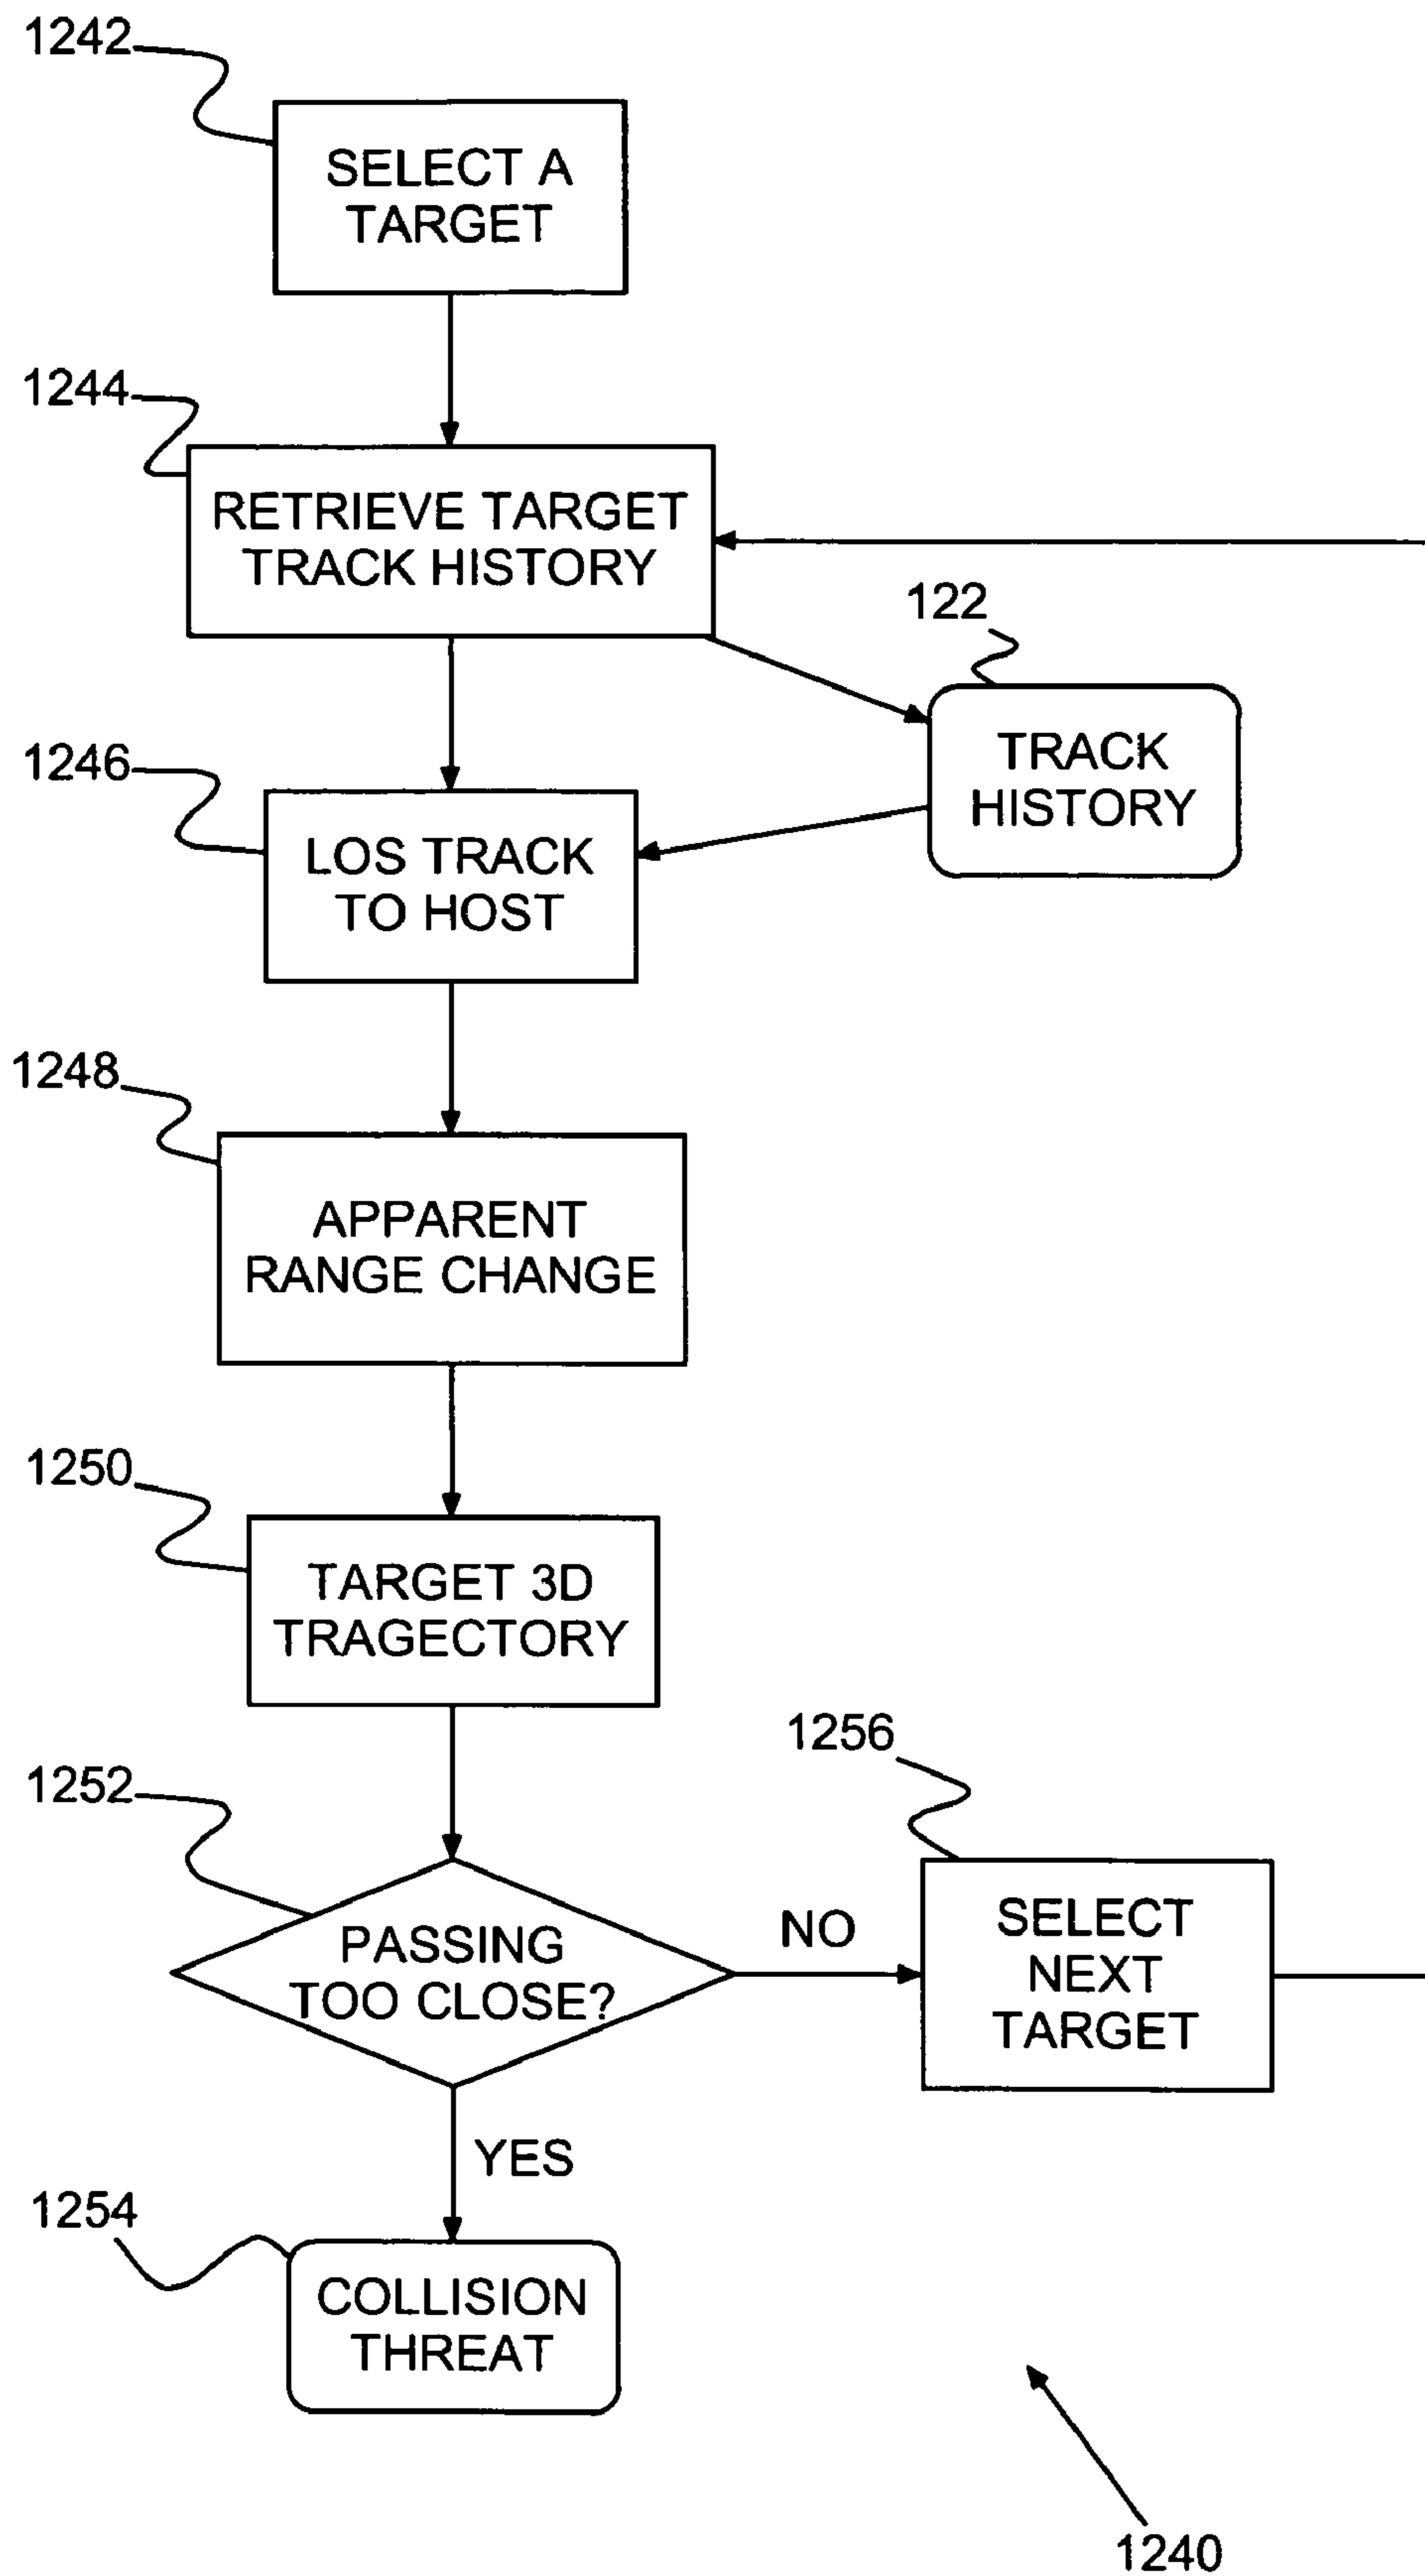 1242
SELECT A
TARGET
1244
RETRIEVE TARGET
TRACK HISTORY
122
TRACK
HISTORY
1246
LOS TRACK
TO HOST
1248
APPARENT
RANGE CHANGE
1250
TARGET 3D
TRAGECTORY
1252
PASSING
TOO CLOSE?
NO
1256
SELECT
NEXT
TARGET
YES
1254
COLLISION
THREAT
1240